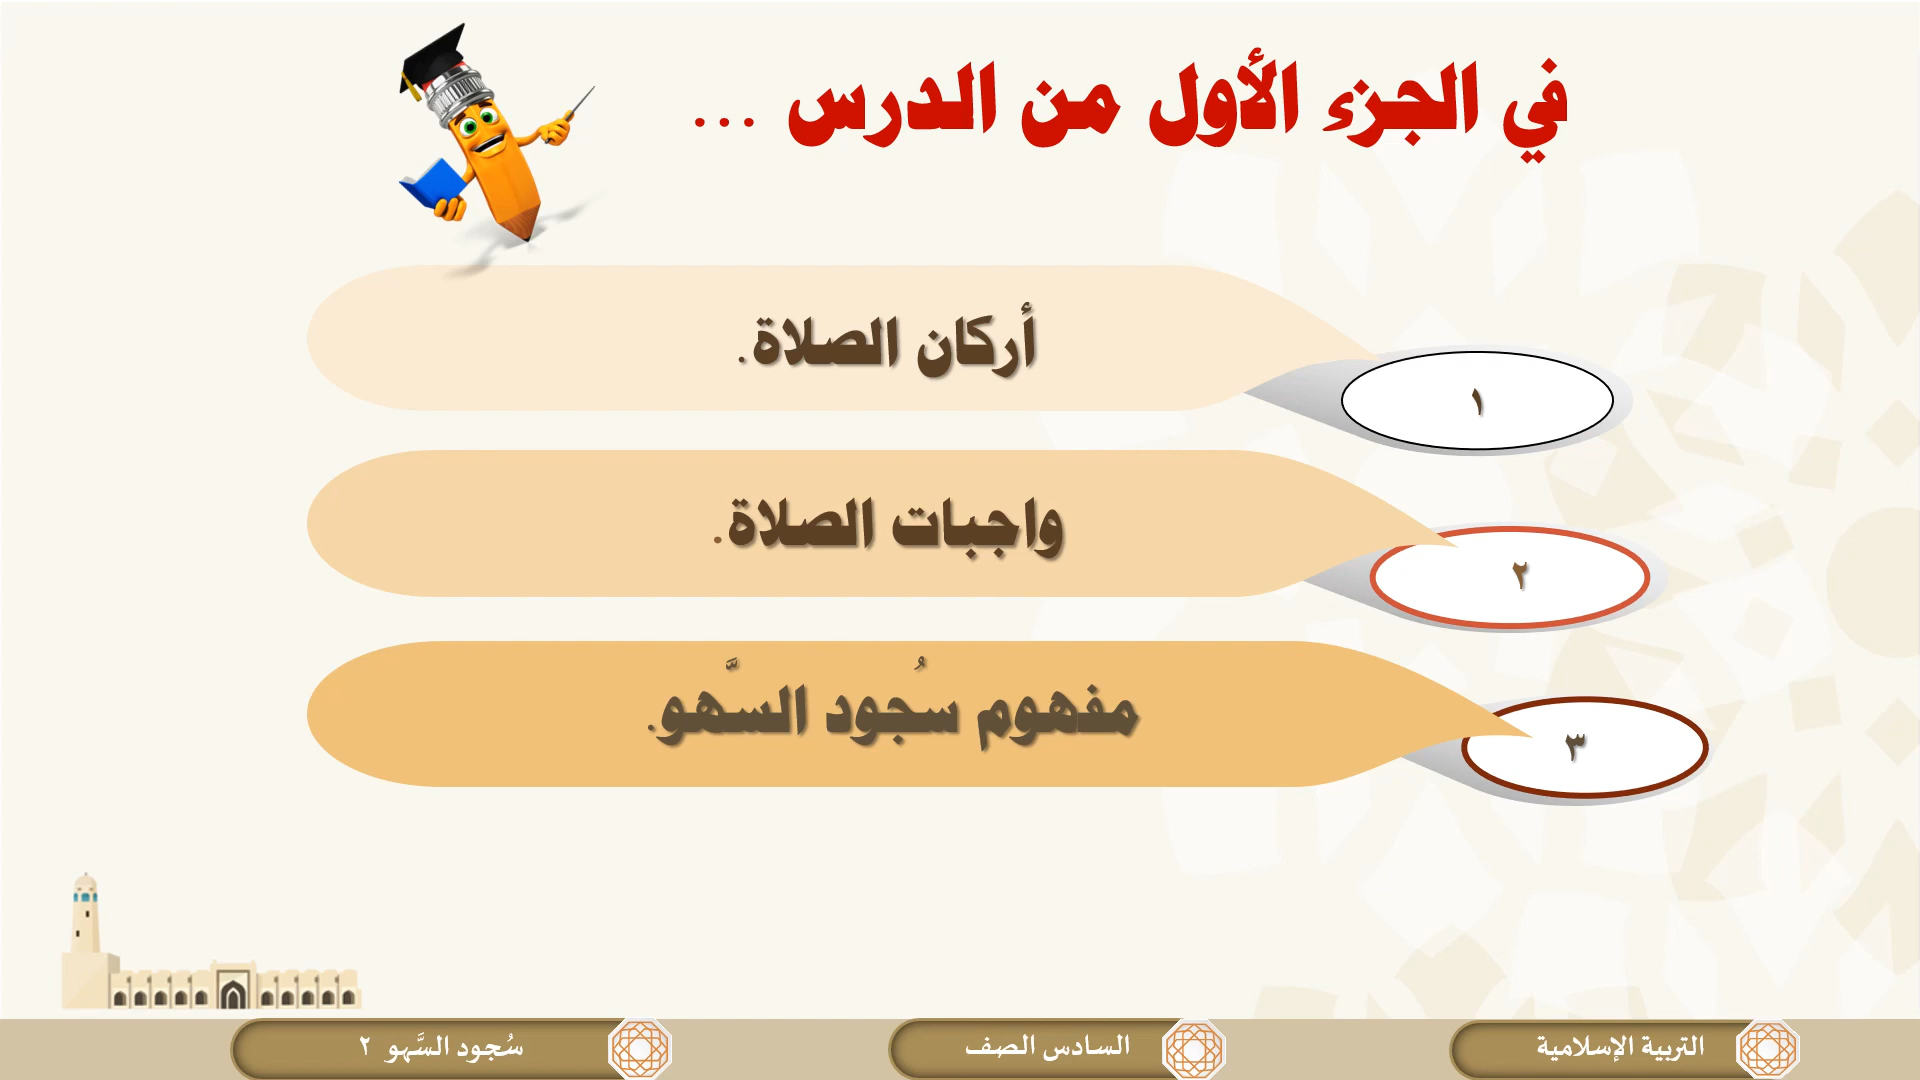 في الجزء الأول من الدرس ...
١
أركان الصلاة.
٢
واجبات الصلاة.
٣
مفهوم سُجود السَّهو.
التربية الإسلامية
السادس الصف
سُجود السَّهو ٢